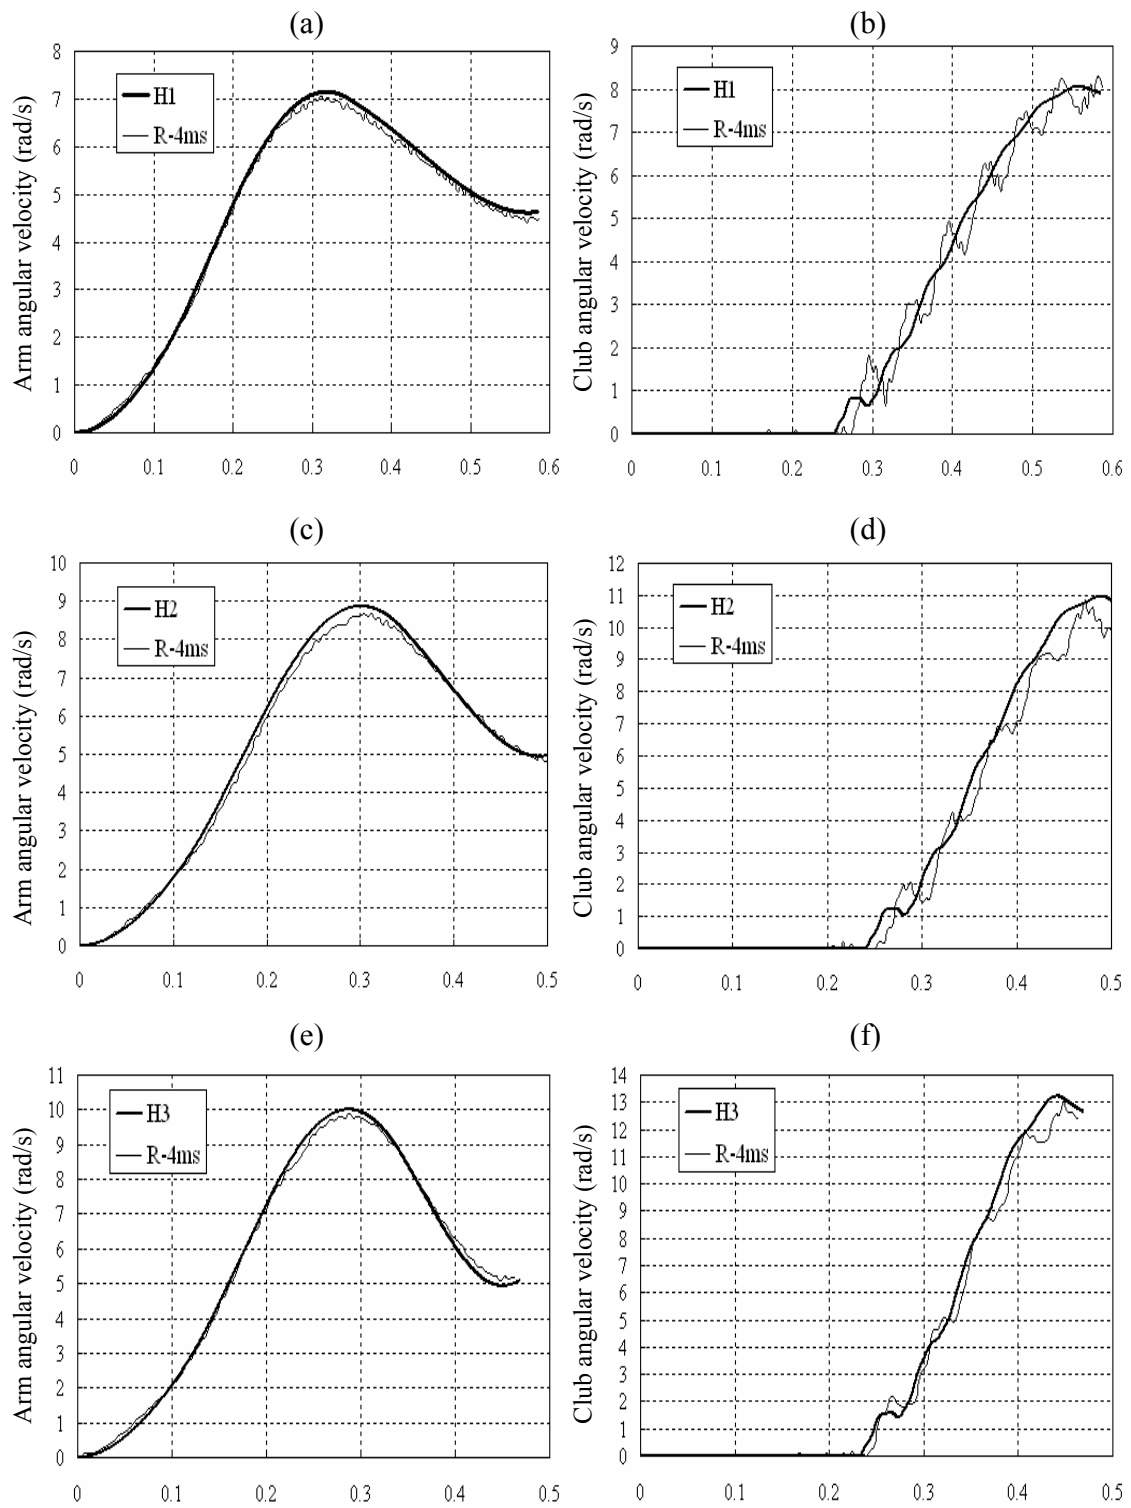 (a)
Arm angular velocity (rad/s)
8
7
6
5
4
3
2
1
0
H1
R-4ms
0 0.1 0.2 0.3 0.4 0.5 0.6
(b)
Club angular velocity (rad/s)
9
8
7
6
5
4
3
2
1
0
H1
R-4ms
0 0.1 0.2 0.3 0.4 0.5 0.6
(c)
Arm angular velocity (rad/s)
10
9
8
7
6
5
4
3
2
1
0
H2
R-4ms
0 0.1 0.2 0.3 0.4 0.5
(d)
Club angular velocity (rad/s)
12
11
10
9
8
7
6
5
4
3
2
1
0
H2
R-4ms
0 0.1 0.2 0.3 0.4 0.5
(e)
Arm angular velocity (rad/s)
11
10
9
8
7
6
5
4
3
2
1
0
H3
R-4ms
0 0.1 0.2 0.3 0.4 0.5
(f)
Club angular velocity (rad/s)
14
13
12
11
10
9
8
7
6
5
4
3
2
1
0
H3
R-4ms
0 0.1 0.2 0.3 0.4 0.5